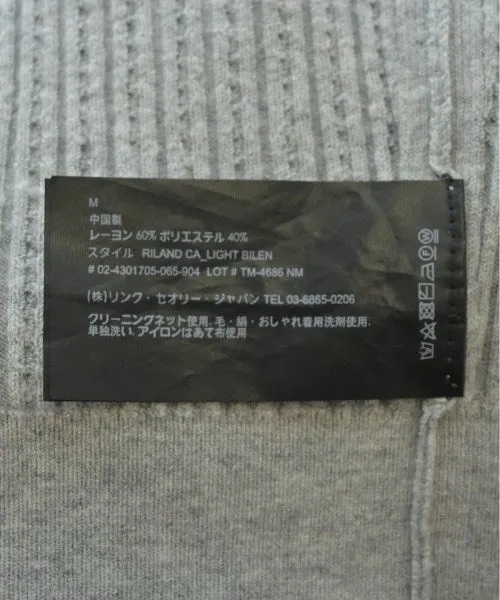 M
中国製
レーヨン 60% ポリエステル 40%
スタイル RILAND CA_LIGHT BILEN
# 02-4301705-065-904 LOT # TM-4686 NM
(株)リンク・セオリー・ジャパン TEL 03-6865-0206
クリーニングネット使用. 毛・絹・おしゃれ着用洗剤使用.
単独洗い. アイロンはあて布使用